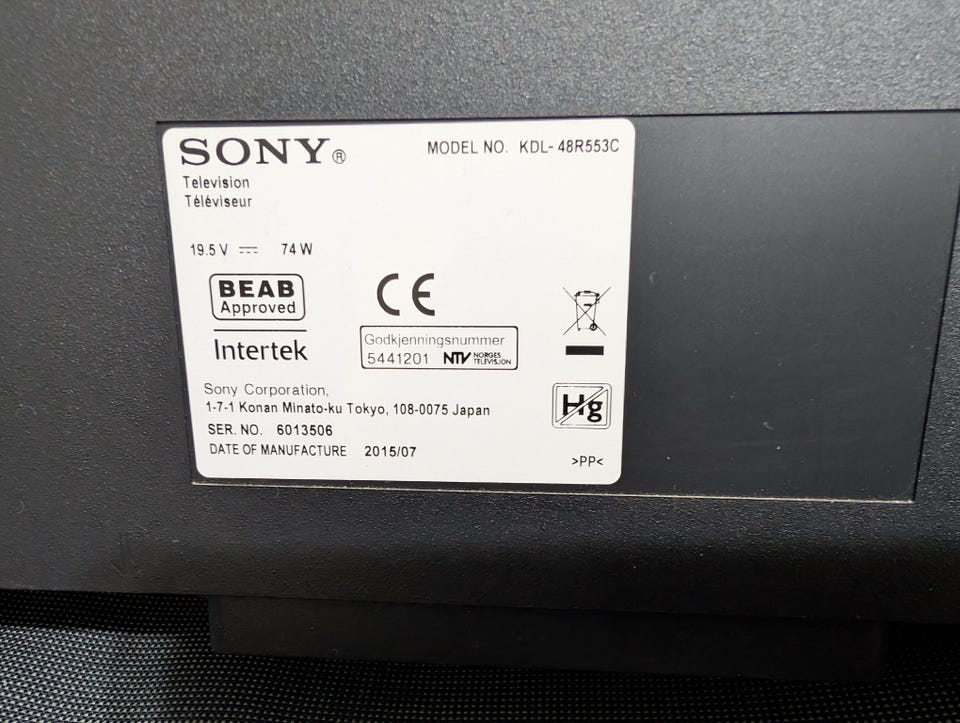 SONY®
MODEL NO. KDL-48R553C
Television
Téléviseur
19.5 V ⎓ 74 W
BEAB
Approved
Intertek
CE
Godkjenningsnummer
5441201 NTV NORGES
TELEVISJON
Hg
Sony Corporation,
1-7-1 Konan Minato-ku Tokyo, 108-0075 Japan
SER. NO. 6013506
DATE OF MANUFACTURE 2015/07
>PP<